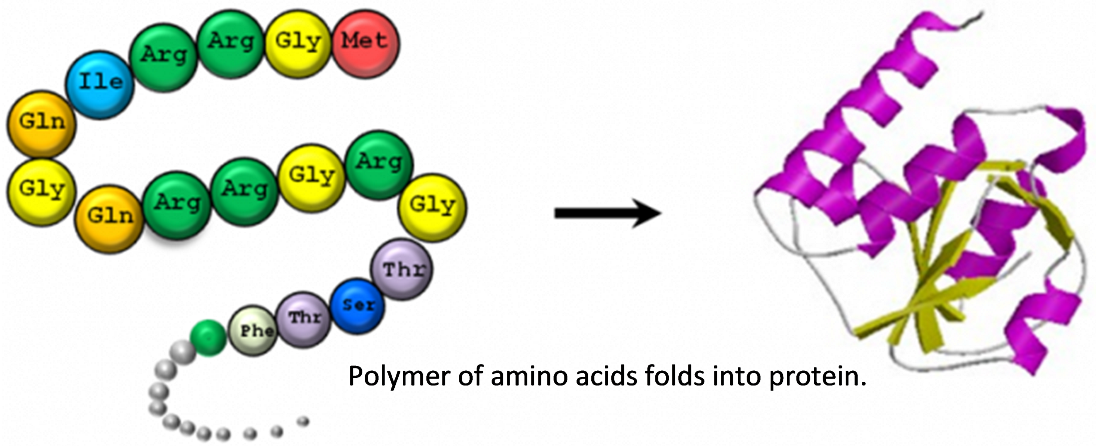 Ile Arg Arg Gly Met
Gln
Gly Gln Arg Arg Gly Arg
Gly
Thr
Phe Thr Ser
Polymer of amino acids folds into protein.